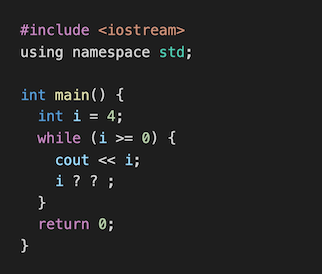 #include <iostream>
using namespace std;
int main() {
int i = 4;
while (i >= 0) {
cout << i;
i ? ? ;
}
return 0;
}